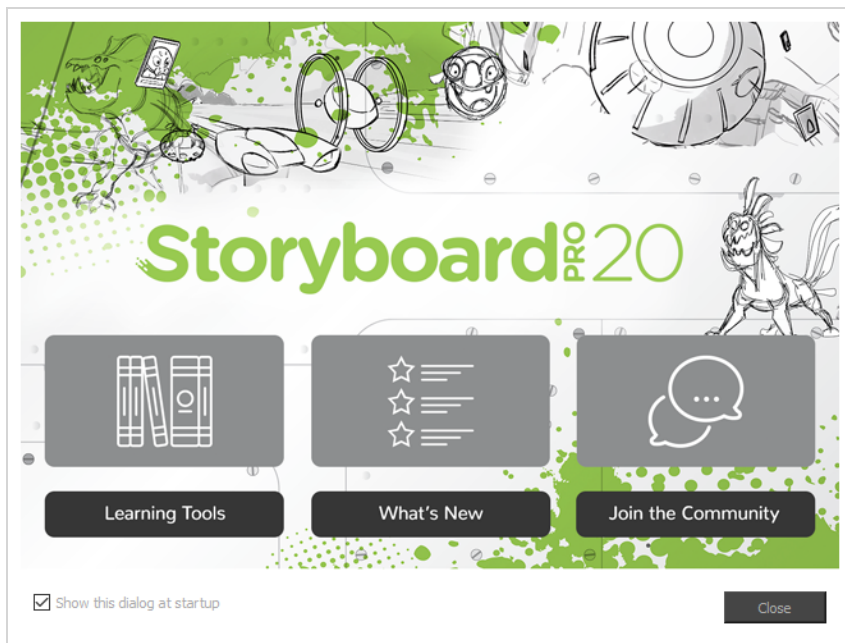 Storyboard PRO 20
Learning Tools
What's New
Join the Community
Show this dialog at startup
Close